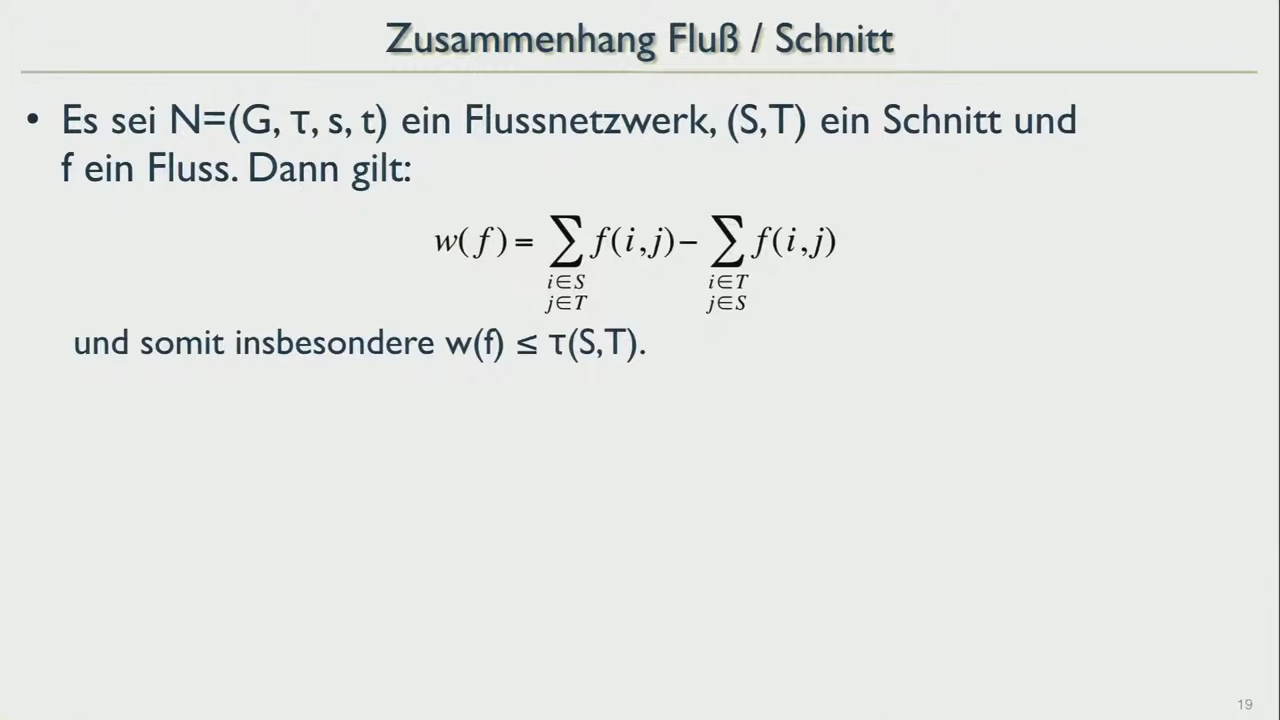 Zusammenhang Fluß / Schnitt
• Es sei N=(G, τ, s, t) ein Flussnetzwerk, (S,T) ein Schnitt und
f ein Fluss. Dann gilt:
w(f) = ∑ f(i,j) − ∑ f(i,j)
i∈S i∈T
j∈T j∈S
und somit insbesondere w(f) ≤ τ(S,T).
19